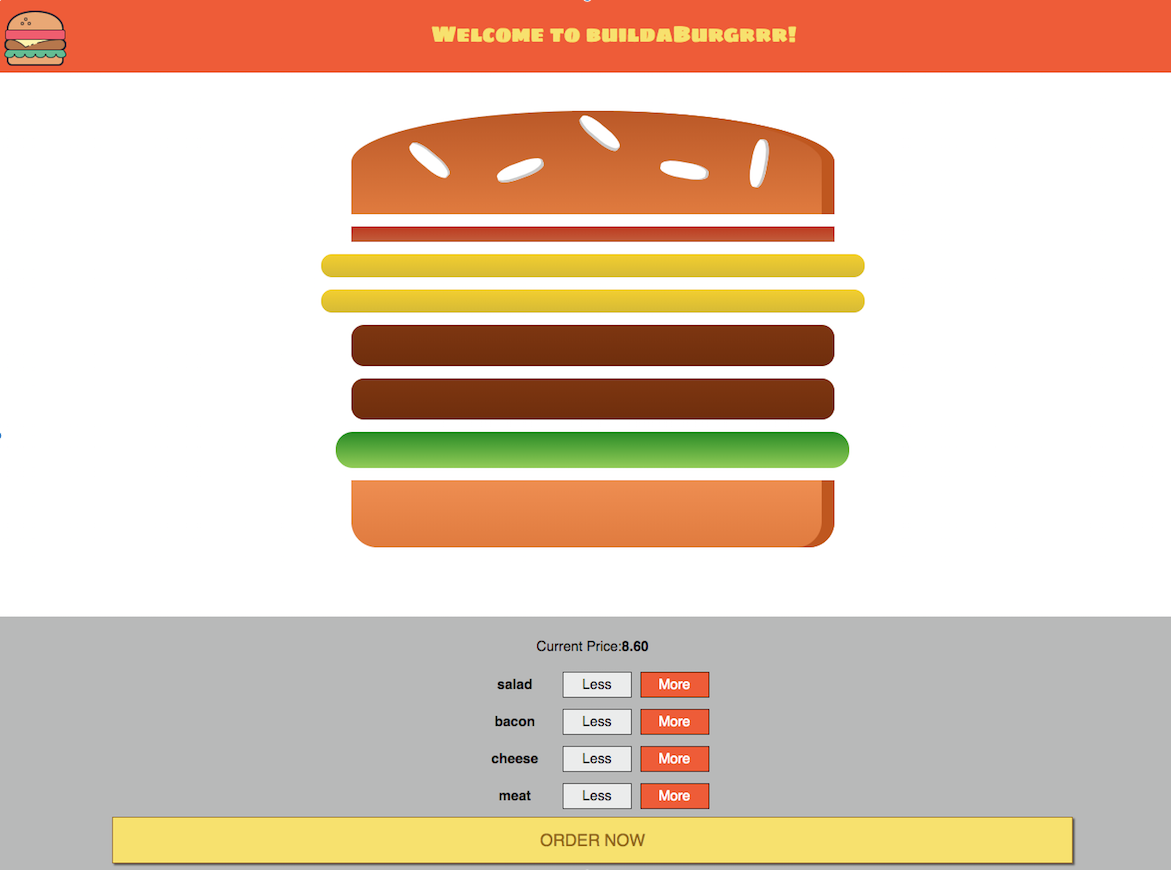 Welcome to buildaBurgrrr!
Current Price:8.60
salad Less More
bacon Less More
cheese Less More
meat Less More
ORDER NOW